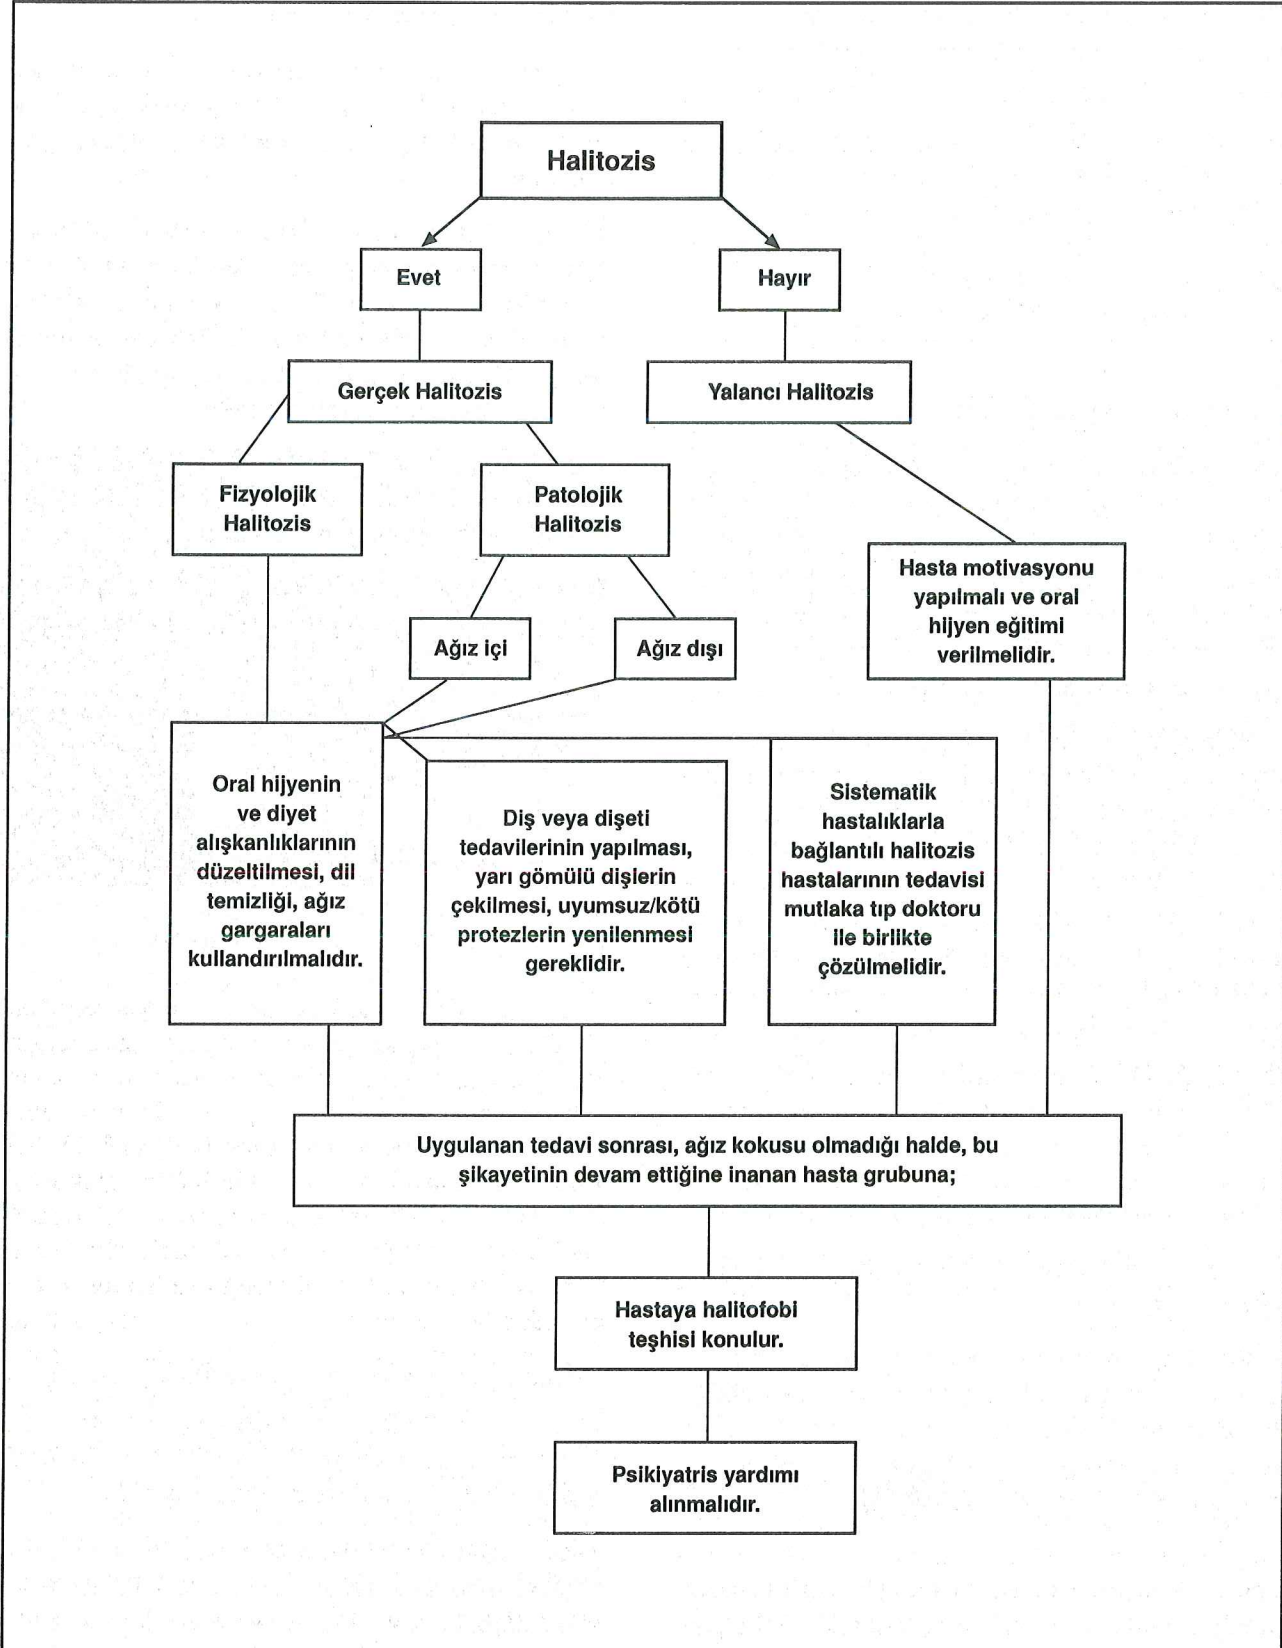 Halitozis
Evet
Hayır
Gerçek Halitozis
Yalancı Halitozis
Fizyolojik
Halitozis
Patolojik
Halitozis
Hasta motivasyonu
yapılmalı ve oral
hijyen eğitimi
verilmelidir.
Ağız içi
Ağız dışı
Oral hijyenin
ve diyet
alışkanlıklarının
düzeltilmesi, dil
temizliği, ağız
gargaraları
kullandırılmalıdır.
Diş veya dişeti
tedavilerinin yapılması,
yarı gömülü dişlerin
çekilmesi, uyumsuz/kötü
protezlerin yenilenmesi
gereklidir.
Sistematik
hastalıklarla
bağlantılı halitozis
hastalarının tedavisi
mutlaka tıp doktoru
ile birlikte
çözülmelidir.
Uygulanan tedavi sonrası, ağız kokusu olmadığı halde, bu
şikayetinin devam ettiğine inanan hasta grubuna;
Hastaya halitofobi
teşhisi konulur.
Psikiyatris yardımı
alınmalıdır.